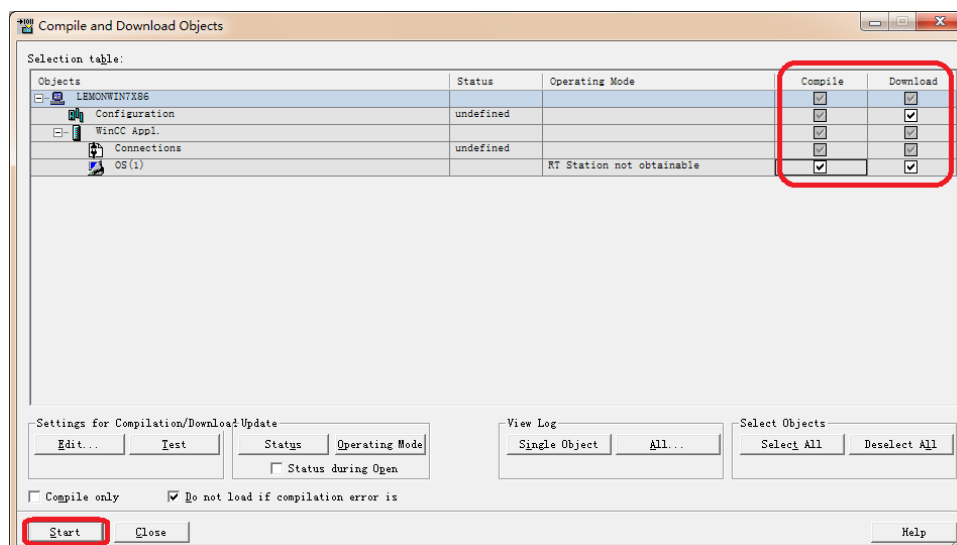 Compile and Download Objects
Selection table:
Objects Status Operating Mode Compile Download
LEMONWIN7X86
Configuration undefined
WinCC Appl.
Connections undefined
OS(1) RT Station not obtainable
Settings for Compilation/Download Update View Log Select Objects
Edit... Test Status Operating Mode Single Object All... Select All Deselect All
Status during Open
Compile only Do not load if compilation error is
Start Close Help